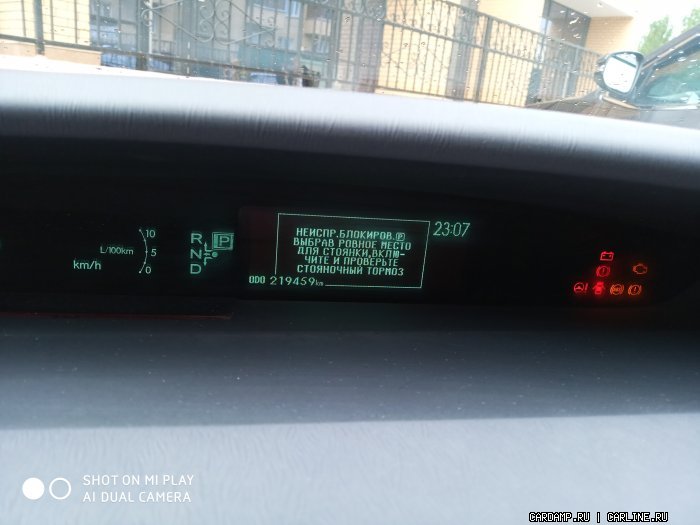 10
L/100km
5
km/h
0
R
N
D
P
НЕИСПР.БЛОКИРОВ.P
ВЫБРАВ РОВНОЕ МЕСТО
ДЛЯ СТОЯНКИ,ВКЛЮ-
ЧИТЕ И ПРОВЕРЬТЕ
СТОЯНОЧНЫЙ ТОРМОЗ
23:07
ODO 219459km
SHOT ON MI PLAY
AI DUAL CAMERA
CARDAMP.RU | CARLINE.RU